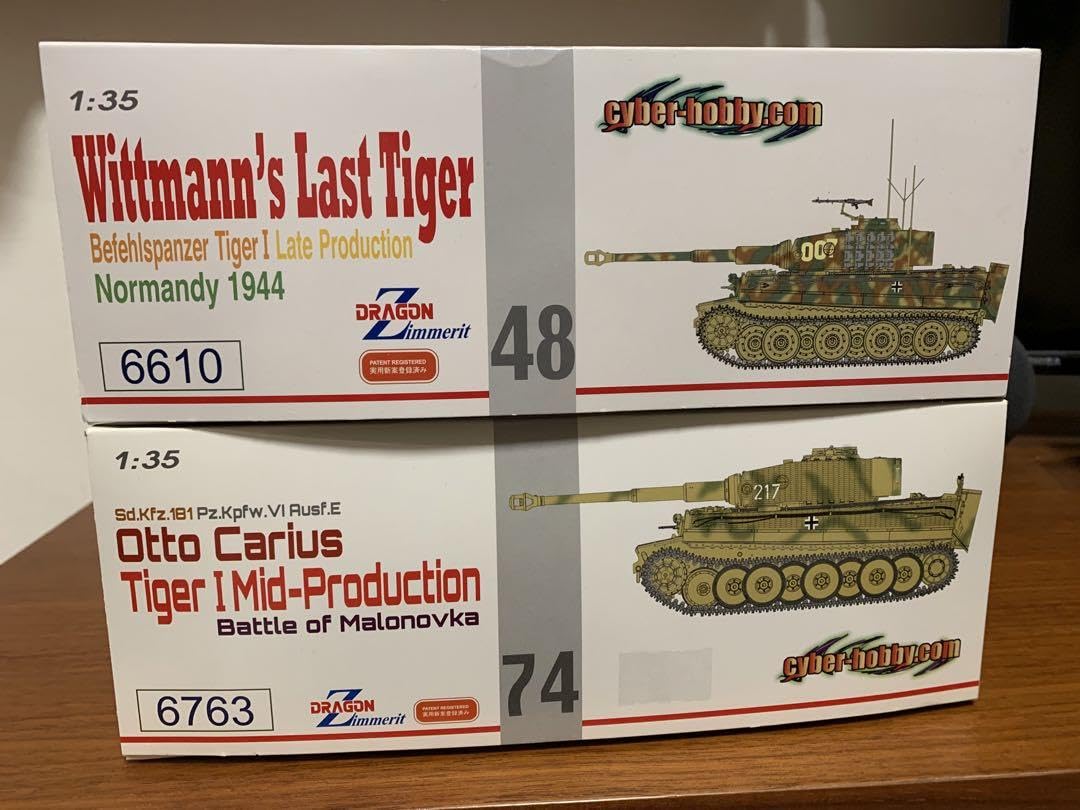 1:35
Wittmann's Last Tiger
Befehlspanzer Tiger I Late Production
Normandy 1944
DRAGON
Zimmerit
6610
PATENT REGISTERED
実用新案登録済み
48
cyber-hobby.com
007
1:35
Sd.Kfz.181 Pz.Kpfw.VI Ausf.E
Otto Carius
Tiger I Mid-Production
Battle of Malonovka
6763
DRAGON
Zimmerit
PATENT REGISTERED
実用新案登録済み
74
217
cyber-hobby.com